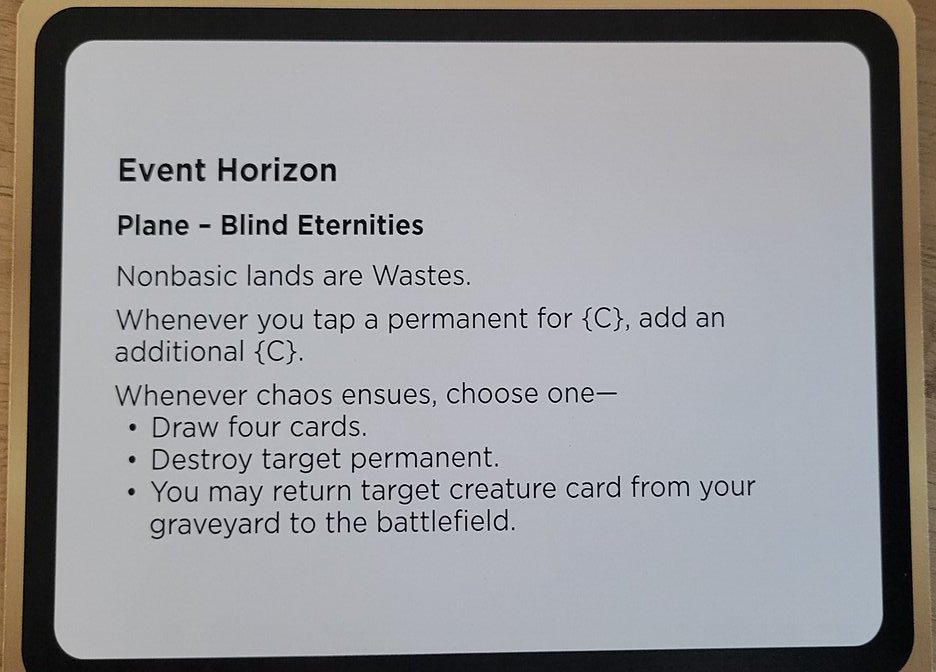 Event Horizon
Plane – Blind Eternities
Nonbasic lands are Wastes.
Whenever you tap a permanent for {C}, add an
additional {C}.
Whenever chaos ensues, choose one—
• Draw four cards.
• Destroy target permanent.
• You may return target creature card from your
graveyard to the battlefield.